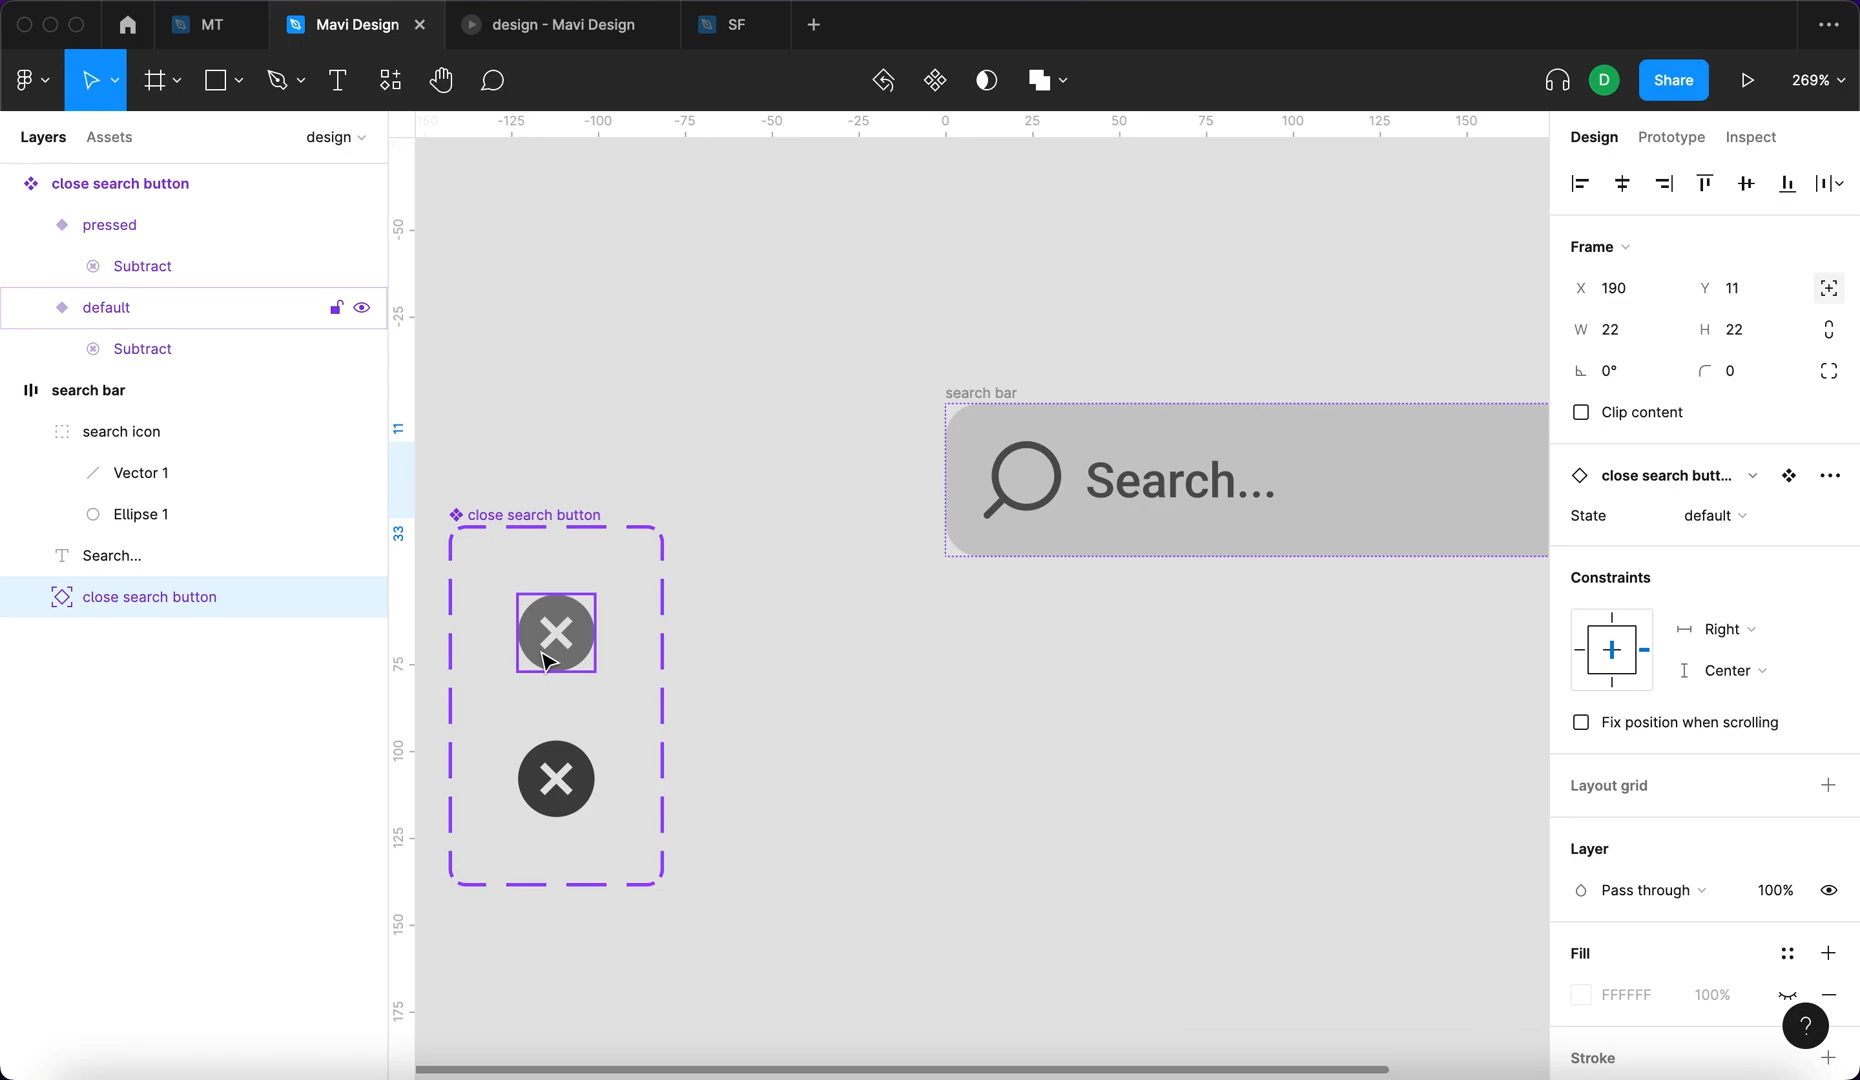 MT
Mavi Design
design - Mavi Design
SF
D
Share
269%
Layers
Assets
design
close search button
pressed
Subtract
default
Subtract
search bar
search icon
Vector 1
Ellipse 1
Search...
close search button
150
-125
-100
-75
-50
-25
0
25
50
75
100
125
150
-50
-25
11
33
75
100
125
150
175
search bar
Search...
close search button
Design
Prototype
Inspect
Frame
X 190
Y 11
W 22
H 22
0°
0
Clip content
close search butt...
State
default
Constraints
Right
Center
Fix position when scrolling
Layout grid
Layer
Pass through
100%
Fill
FFFFFF
100%
?
Stroke